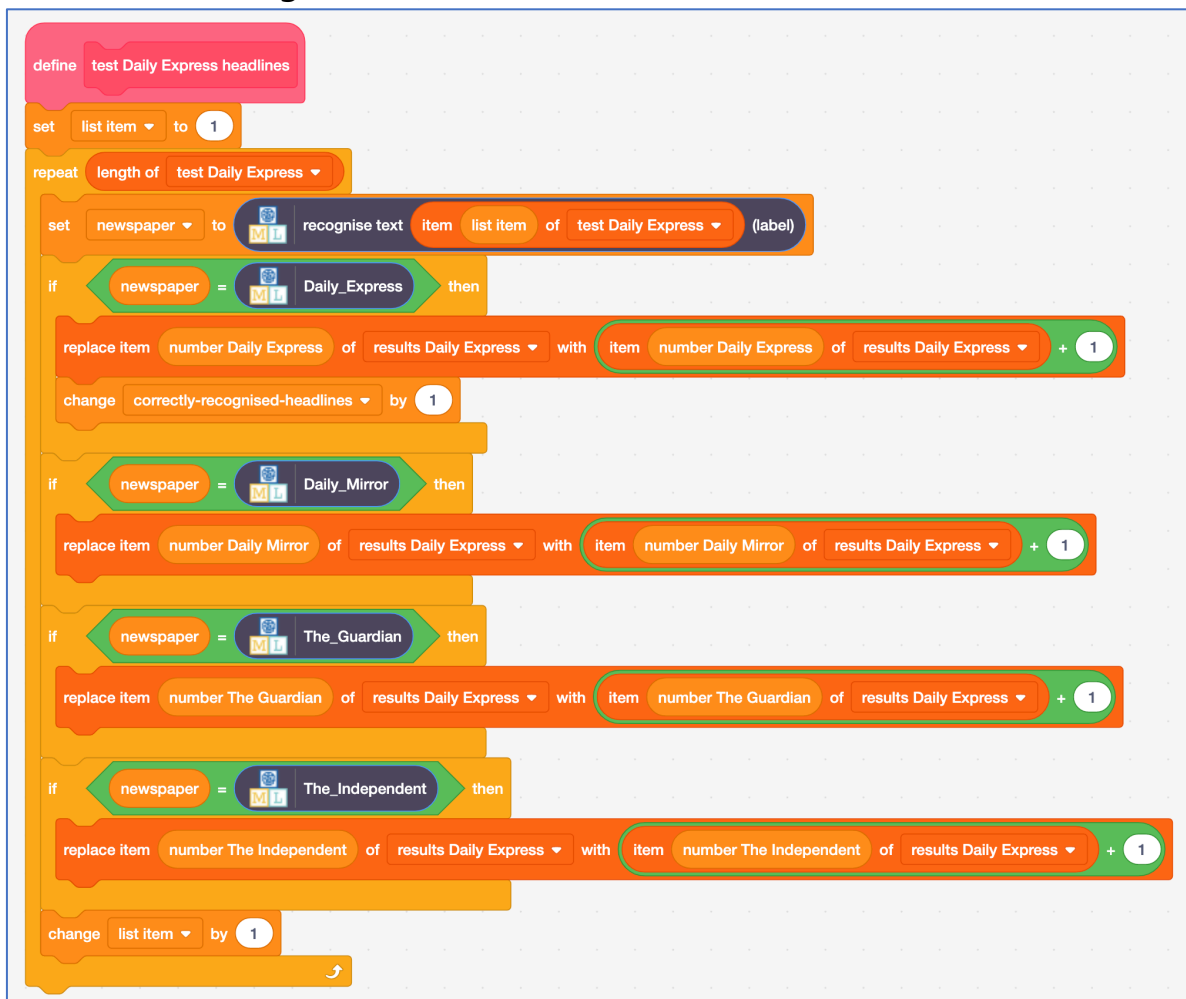 define test Daily Express headlines
set list item to 1
repeat length of test Daily Express
set newspaper to ML recognise text item list item of test Daily Express (label)
if newspaper = ML Daily_Express then
replace item number Daily Express of results Daily Express with item number Daily Express of results Daily Express + 1
change correctly-recognised-headlines by 1
if newspaper = ML Daily_Mirror then
replace item number Daily Mirror of results Daily Express with item number Daily Mirror of results Daily Express + 1
if newspaper = ML The_Guardian then
replace item number The Guardian of results Daily Express with item number The Guardian of results Daily Express + 1
if newspaper = ML The_Independent then
replace item number The Independent of results Daily Express with item number The Independent of results Daily Express + 1
change list item by 1